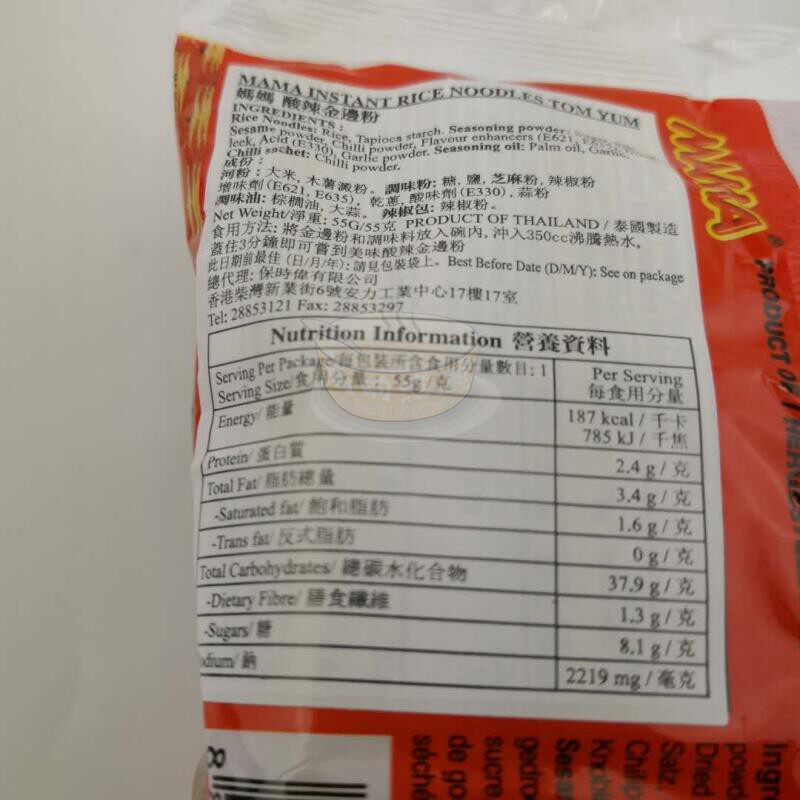 MAMA INSTANT RICE NOODLES TOM YUM
媽媽 酸辣金邊粉
INGREDIENTS :
Rice Noodles: Rice, Tapioca starch. Seasoning powder:
Sesame powder, Chilli powder, Flavour enhancers (E621,
leek, Acid (E330), Garlic powder. Seasoning oil: Palm oil, Garlic.
Chilli sachet: Chilli powder.
成份 :
河粉 : 大米, 木薯澱粉。調味粉: 糖, 鹽, 芝麻粉, 辣椒粉
增味劑 (E621, E635), 乾蔥, 酸味劑 (E330), 蒜粉
調味油: 棕櫚油, 大蒜。 辣椒包: 辣椒粉。
Net Weight/淨重: 55G/55克 PRODUCT OF THAILAND / 泰國製造
食用方法: 將金邊粉和調味料放入碗內, 沖入350cc沸騰熱水,
蓋住3分鐘即可嘗到美味酸辣金邊粉
此日期前最佳 (日/月/年): 請見包裝袋上。Best Before Date (D/M/Y): See on package
總代理: 保時偉有限公司
香港柴灣新業街6號安力工業中心17樓17室
Tel: 28853121 Fax: 28853297
Nutrition Information 營養資料
Serving Per Package/每包裝所含食用分量數目: 1
Serving Size/食用分量: 55g/克
Per Serving
每食用分量
Energy/ 能量
187 kcal / 千卡
785 kJ / 千焦
Protein/ 蛋白質
2.4 g / 克
Total Fat/ 脂肪總量
3.4 g / 克
-Saturated fat/ 飽和脂肪
1.6 g / 克
-Trans fat/ 反式脂肪
0 g / 克
Total Carbohydrates/ 總碳水化合物
37.9 g / 克
-Dietary Fibre/ 膳食纖維
1.3 g / 克
-Sugars/ 糖
8.1 g / 克
odium/ 鈉
2219 mg / 毫克
MAMA
®
PRODUCT OF
Ingr
powd
Dried
Salz
Chilip
Knobl
Sesa
gedro
sucre
de go
séché
8